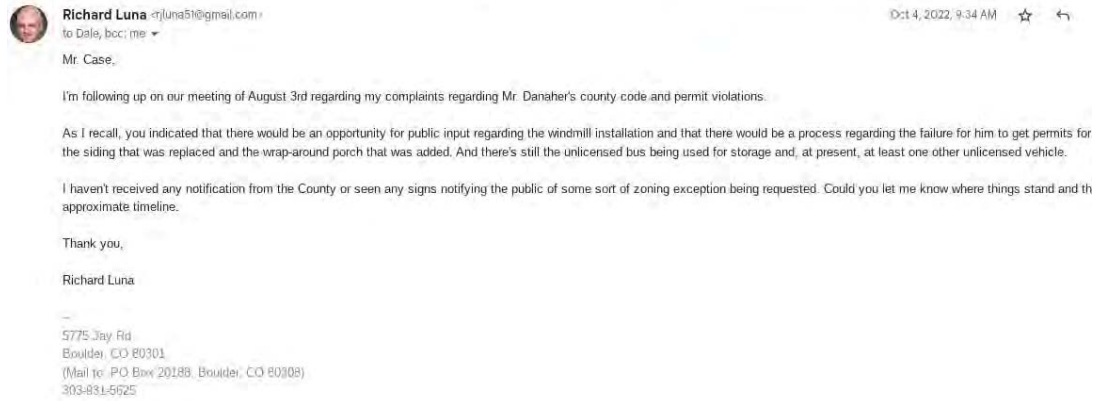 Richard Luna <rjluna51@gmail.com>
Oct 4, 2022, 9:34 AM
to Dale, bcc: me
Mr. Case,
I'm following up on our meeting of August 3rd regarding my complaints regarding Mr. Danaher's county code and permit violations.
As I recall, you indicated that there would be an opportunity for public input regarding the windmill installation and that there would be a process regarding the failure for him to get permits for
the siding that was replaced and the wrap-around porch that was added. And there's still the unlicensed bus being used for storage and, at present, at least one other unlicensed vehicle.
I haven't received any notification from the County or seen any signs notifying the public of some sort of zoning exception being requested. Could you let me know where things stand and th
approximate timeline.
Thank you,
Richard Luna
--
5775 Jay Rd
Boulder, CO 80301
(Mail to: PO Box 20188, Boulder, CO 80308)
303-931-5625